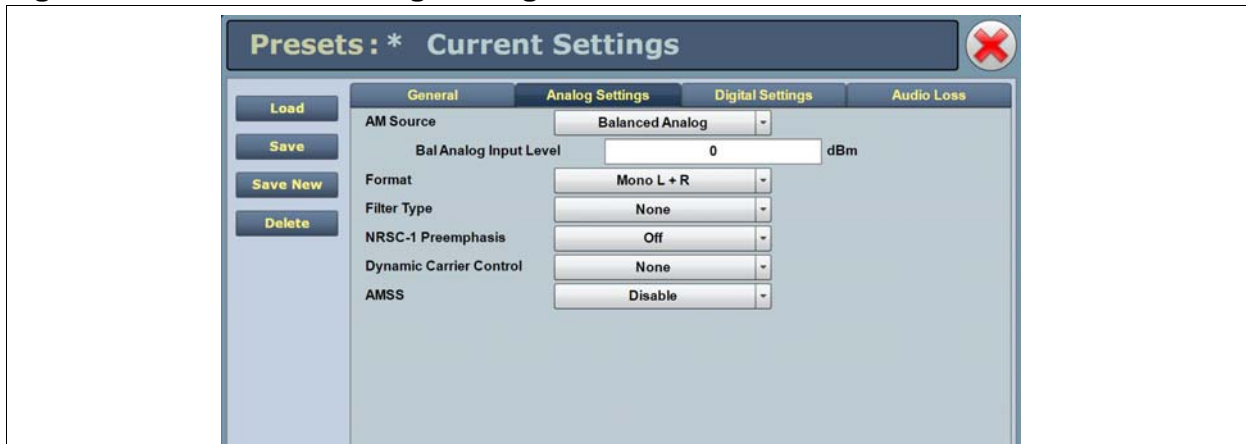 Presets:* Current Settings
Load
Save
Save New
Delete
General Analog Settings Digital Settings Audio Loss
AM Source Balanced Analog
Bal Analog Input Level 0 dBm
Format Mono L + R
Filter Type None
NRSC-1 Preemphasis Off
Dynamic Carrier Control None
AMSS Disable